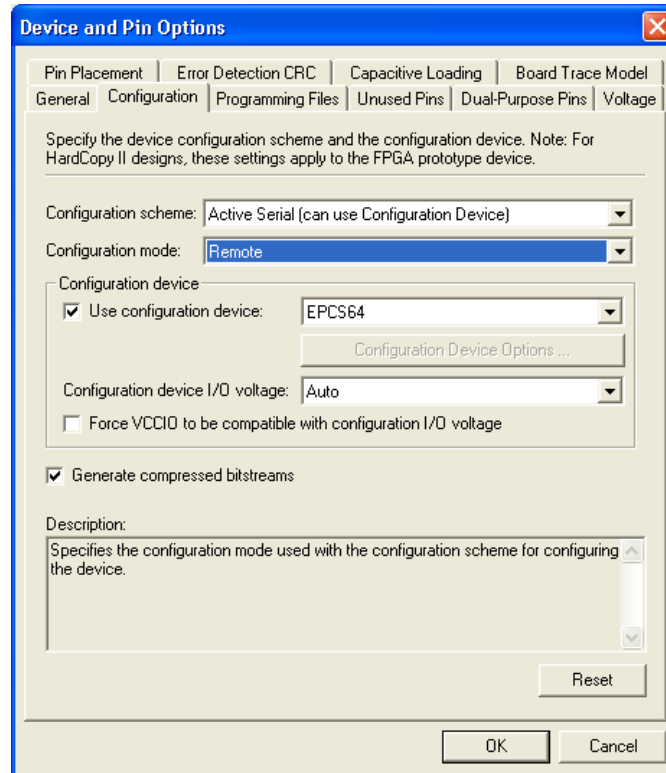 Device and Pin Options
Pin Placement Error Detection CRC Capacitive Loading Board Trace Model
General Configuration Programming Files Unused Pins Dual-Purpose Pins Voltage
Specify the device configuration scheme and the configuration device. Note: For
HardCopy II designs, these settings apply to the FPGA prototype device.
Configuration scheme: Active Serial (can use Configuration Device)
Configuration mode: Remote
Configuration device
Use configuration device: EPCS64
Configuration Device Options ...
Configuration device I/O voltage: Auto
Force VCCIO to be compatible with configuration I/O voltage
Generate compressed bitstreams
Description:
Specifies the configuration mode used with the configuration scheme for configuring
the device.
Reset
OK Cancel